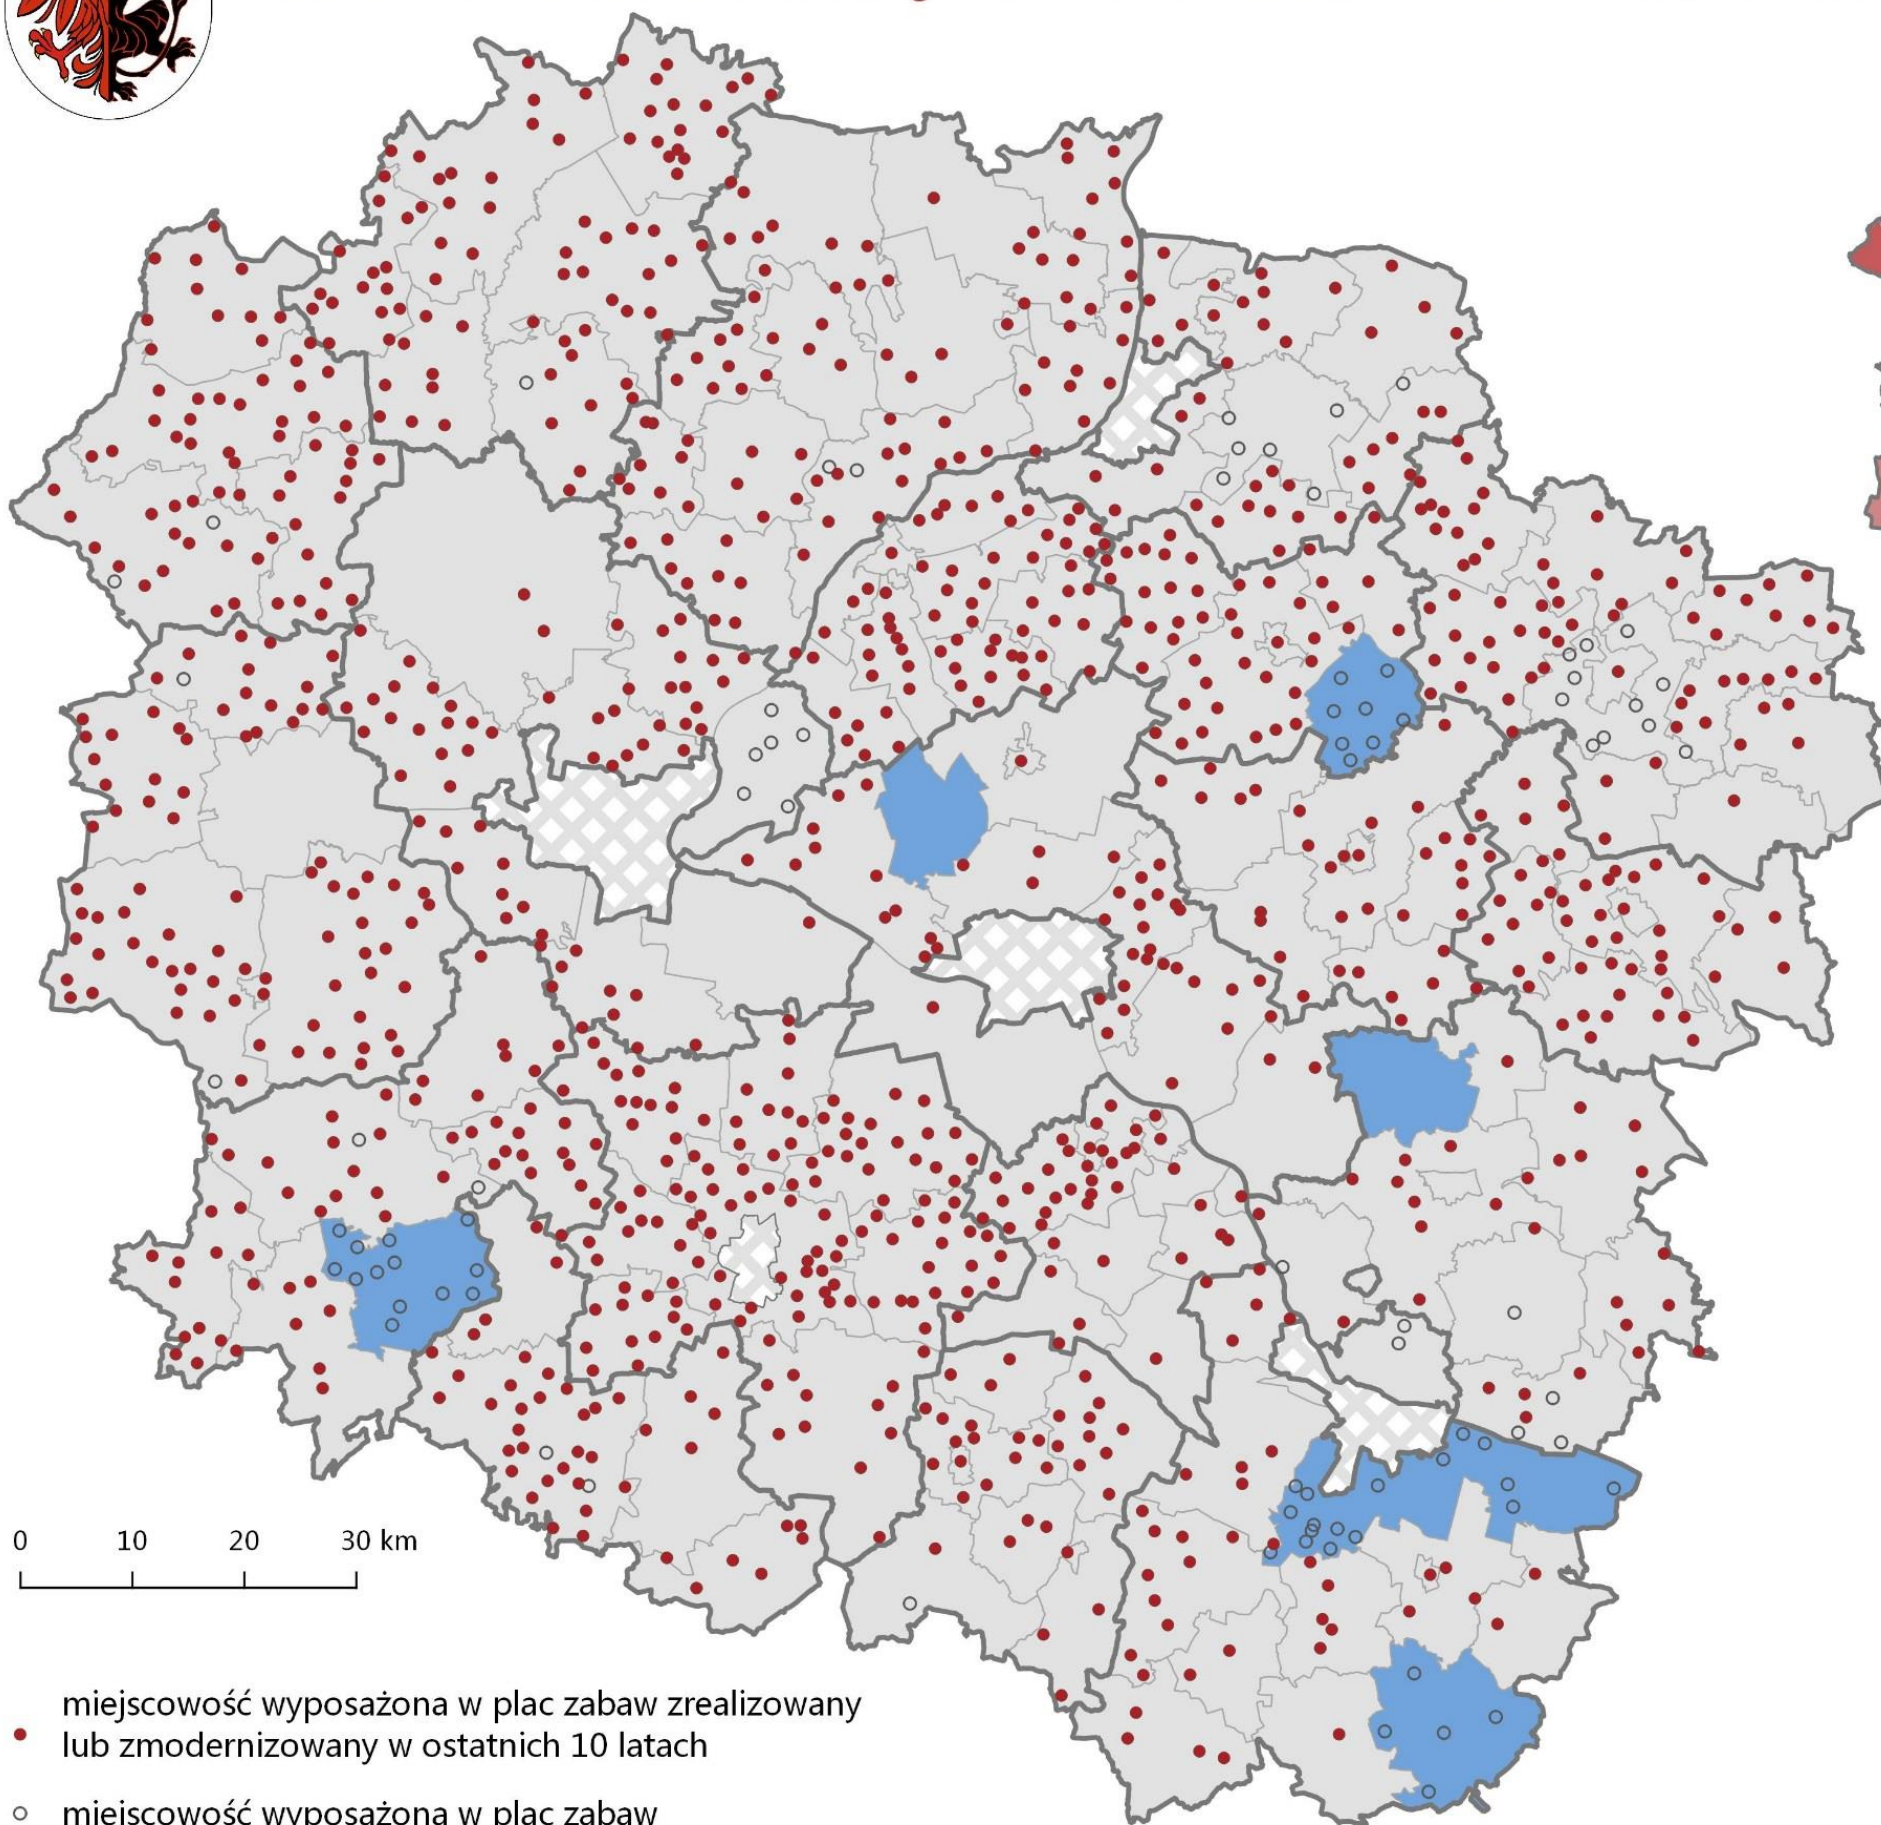 0 10 20 30 km
miejscowość wyposażona w plac zabaw zrealizowany
lub zmodernizowany w ostatnich 10 latach
miejscowość wyposażona w plac zabaw